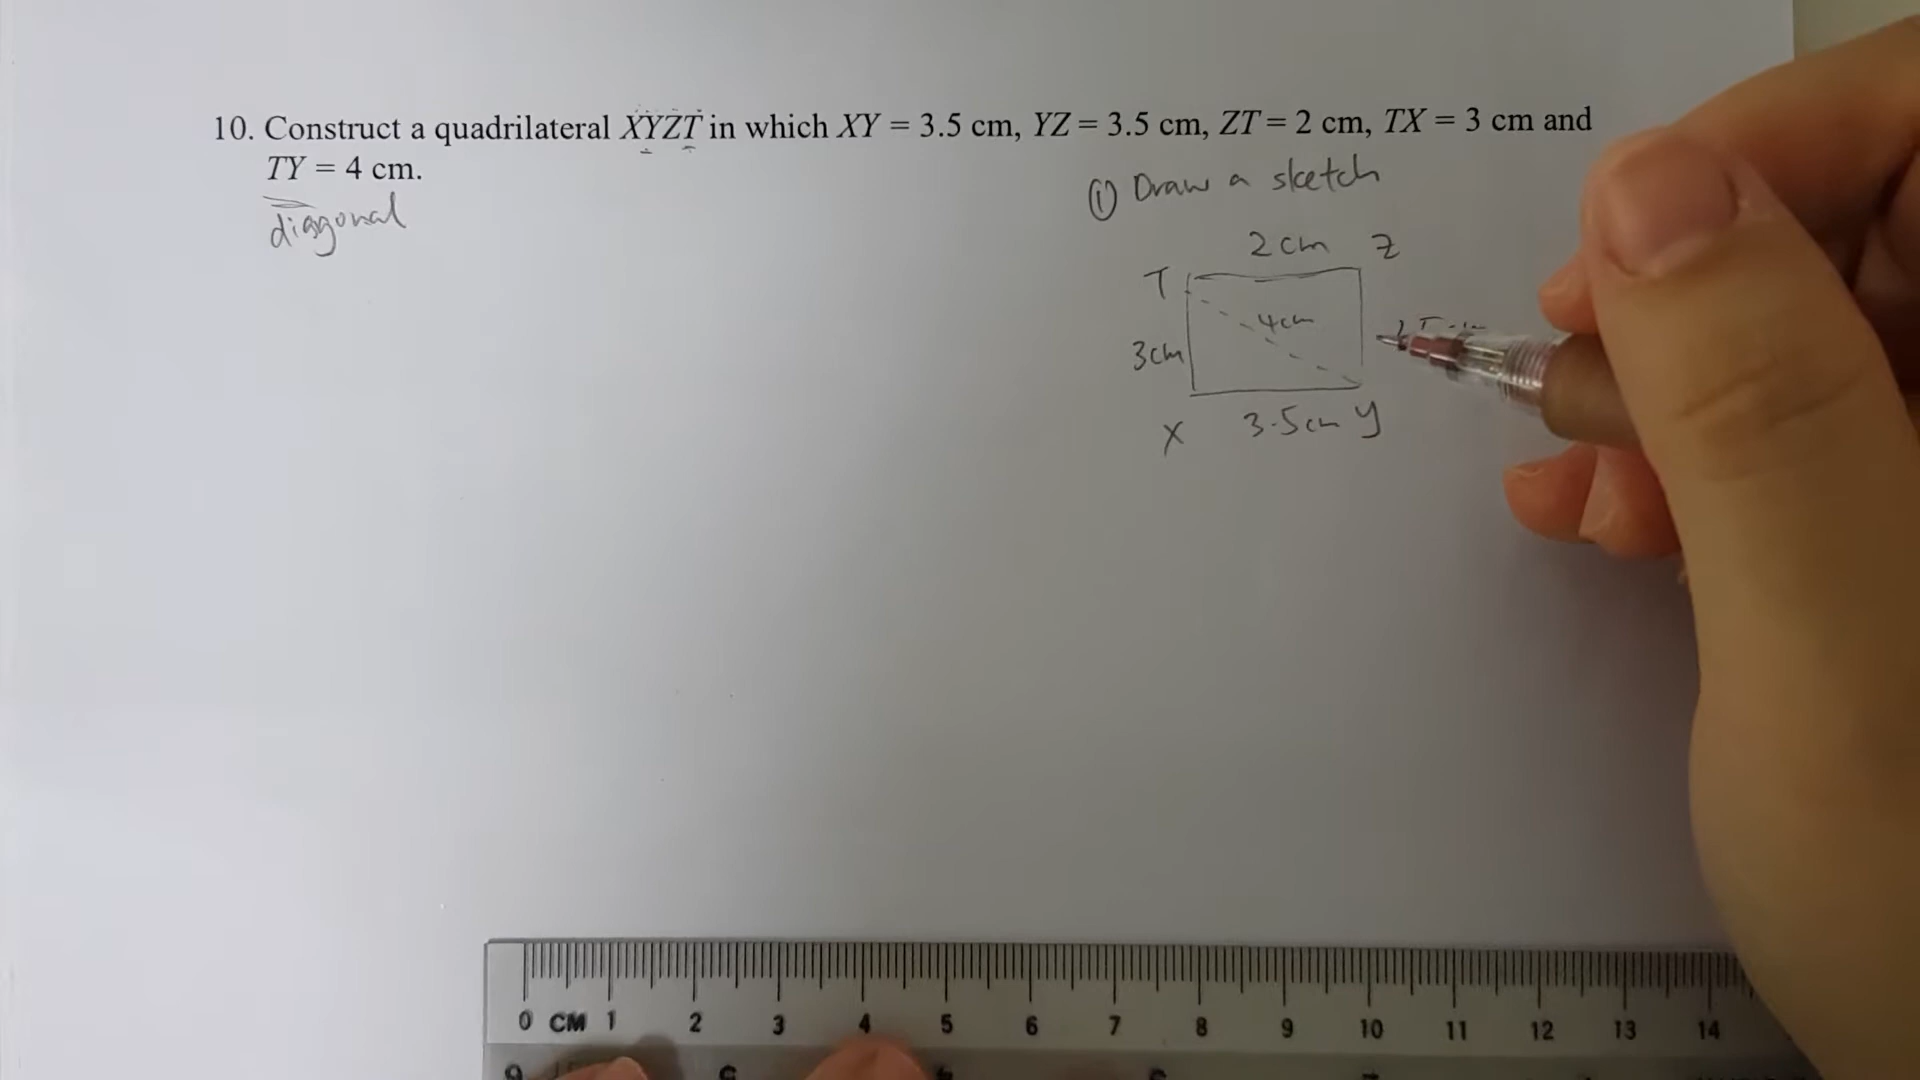 10. Construct a quadrilateral XYZT in which XY = 3.5 cm, YZ = 3.5 cm, ZT = 2 cm, TX = 3 cm and
TY = 4 cm.
diagonal
① Draw a sketch
2 cm Z
T
4cm
3cm
X 3.5cm Y
0 CM 1 2 3 4 5 6 7 8 9 10 11 12 13 14